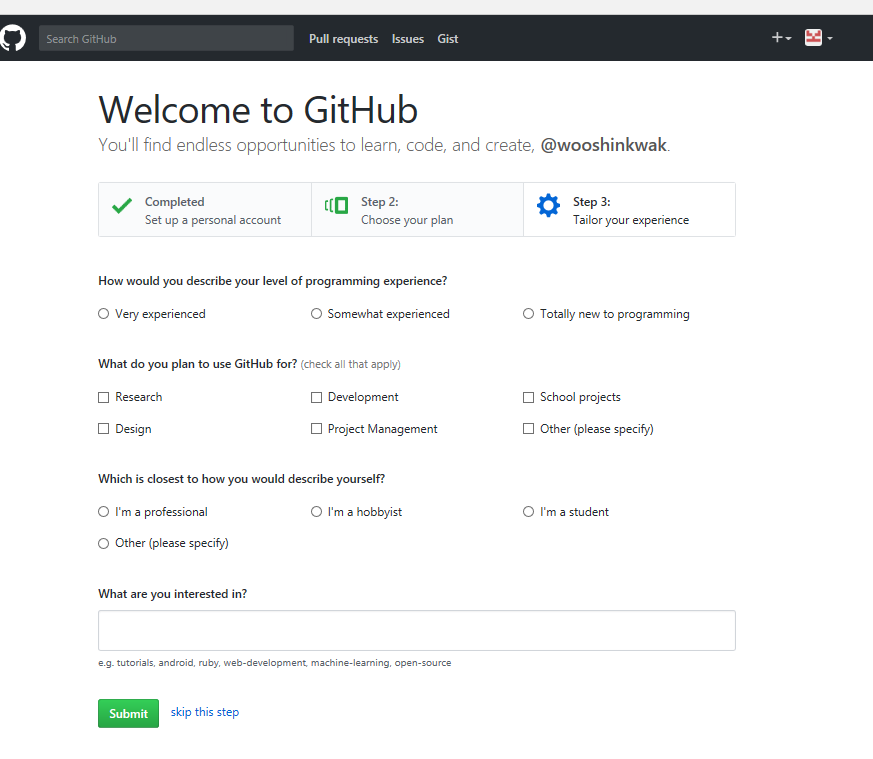 Search GitHub Pull requests Issues Gist
Welcome to GitHub
You'll find endless opportunities to learn, code, and create, @wooshinkwak.
Completed
Set up a personal account
Step 2:
Choose your plan
Step 3:
Tailor your experience
How would you describe your level of programming experience?
Very experienced Somewhat experienced Totally new to programming
What do you plan to use GitHub for? (check all that apply)
Research Development School projects
Design Project Management Other (please specify)
Which is closest to how you would describe yourself?
I'm a professional I'm a hobbyist I'm a student
Other (please specify)
What are you interested in?
e.g. tutorials, android, ruby, web-development, machine-learning, open-source
Submit skip this step